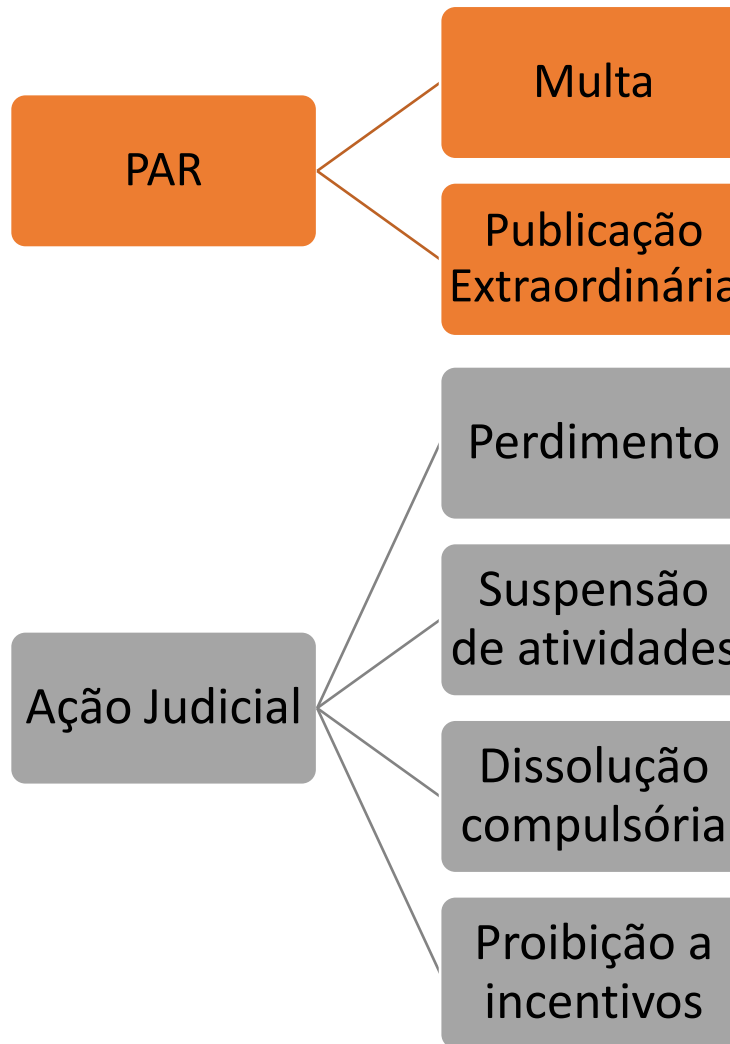 PAR
Multa
Publicação
Extraordinária
Ação Judicial
Perdimento
Suspensão
de atividades
Dissolução
compulsória
Proibição a
incentivos